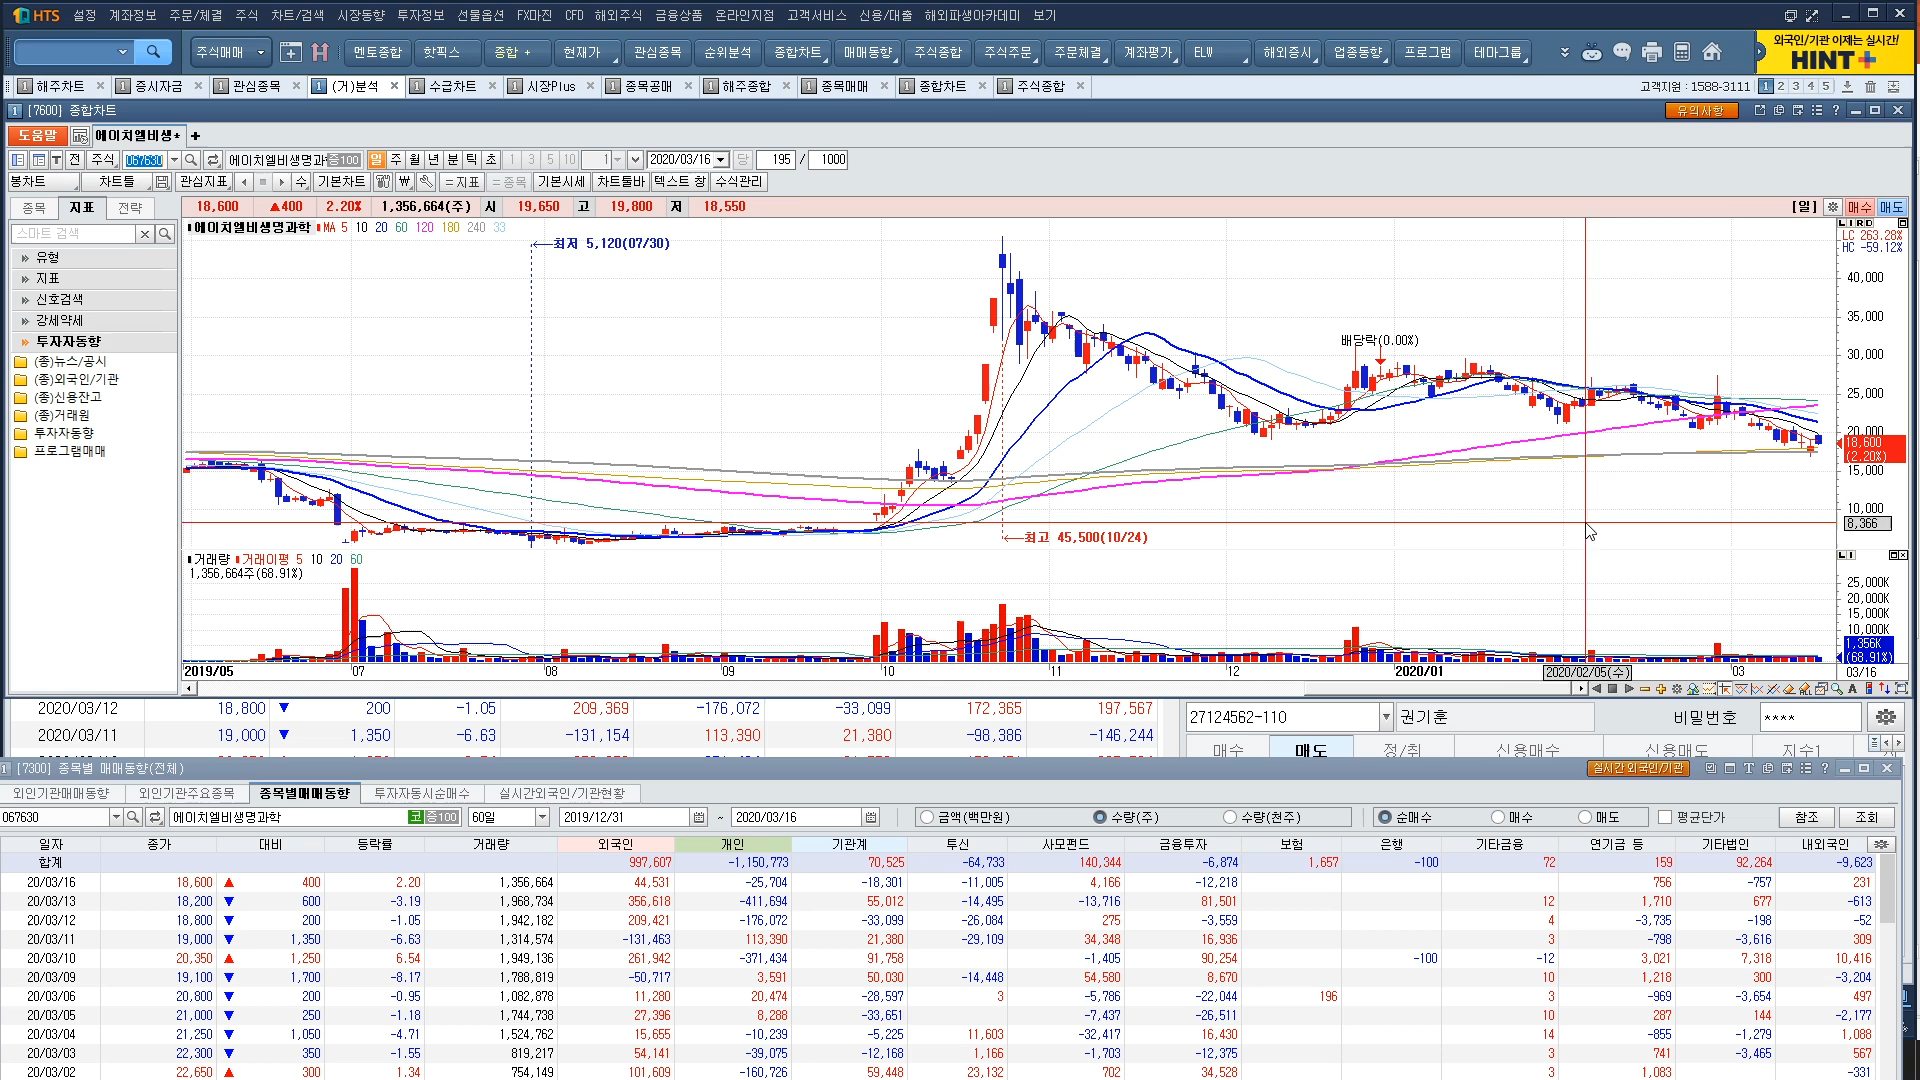 HTS 설정 계좌정보 주문/체결 주식 차트/검색 시장동향 투자정보 선물옵션 FX마진 CFD 해외주식 금융상품 온라인지점 고객서비스 신용/대출 해외파생아카데미 보기
주식매매 멘토종합 핫픽스 종합 + 현재가 관심종목 순위분석 종합차트 매매동향 주식종합 주식주문 주문체결 계좌평가 ELW 해외증시 업종동향 프로그램 테마그룹
외국인/기관 이제는 실시간!
HINT+
1 해주차트 1 증시자금 1 관심종목 1 (거)분석 1 수급차트 1 시장Plus 1 종목공매 1 해주종합 1 종목매매 1 종합차트 1 주식종합 고객지원 : 1588-3111 1 2 3 4 5
1 [7600] 종합차트 유의사항
도움말 에이치엘비생* +
T 전 주식 067630 에이치엘비생명과학 증100 일 주 월 년 분 틱 초 1 3 5 10 1 2020/03/16 당 195 / 1000
봉차트 차트틀 관심지표 수 기본차트 ₩ =지표 =종목 기본시세 차트툴바 텍스트 창 수식관리
종목 지표 전략 18,600 ▲400 2.20% 1,356,664(주) 시 19,650 고 19,800 저 18,550 [일] 매수 매도
스마트 검색
유형
지표
신호검색
강세약세
투자자동향
(종)뉴스/공시
(종)외국인/기관
(종)신용잔고
(종)거래원
투자자동향
프로그램매매
에이치엘비생명과학 MA 5 10 20 60 120 180 240 33
최저 5,120(07/30)
배당락(0.00%)
최고 45,500(10/24)
LC 263.28%
HC -59.12%
40,000
35,000
30,000
25,000
20,000
18,600
(2.20%)
15,000
10,000
8,366
거래량 거래이평 5 10 20 60
1,356,664주(68.91%)
25,000K
20,000K
15,000K
10,000K
1,356K
(68.91%)
2019/05 07 08 09 10 11 12 2020/01 2020/02/05(수) 03 03/16
2020/03/12 18,800 ▼ 200 -1.05 209,369 -176,072 -33,099 172,365 197,567
2020/03/11 19,000 ▼ 1,350 -6.63 -131,154 113,390 21,380 -98,386 -146,244
27124562-110 권기훈 비밀번호 ****
매수 매도 정/취 신용매수 신용매도 지수1
1 [7300] 종목별 매매동향(전체) 실시간 외국인/기관
외인기관매매동향 외인기관주요종목 종목별매매동향 투자자동시순매수 실시간외국인/기관현황
067630 에이치엘비생명과학 코 증100 60일 2019/12/31 ~ 2020/03/16 금액(백만원) 수량(주) 수량(천주) 순매수 매수 매도 평균단가 참조 조회
일자 종가 대비 등락률 거래량 외국인 개인 기관계 투신 사모펀드 금융투자 보험 은행 기타금융 연기금 등 기타법인 내외국인
합계 997,607 -1,150,773 70,525 -64,733 140,344 -6,874 1,657 -100 72 159 92,264 -9,623
20/03/16 18,600 ▲ 400 2.20 1,356,664 44,531 -25,704 -18,301 -11,005 4,166 -12,218 756 -757 231
20/03/13 18,200 ▼ 600 -3.19 1,968,734 356,618 -411,694 55,012 -14,495 -13,716 81,501 12 1,710 677 -613
20/03/12 18,800 ▼ 200 -1.05 1,942,182 209,421 -176,072 -33,099 -26,084 275 -3,559 4 -3,735 -198 -52
20/03/11 19,000 ▼ 1,350 -6.63 1,314,574 -131,463 113,390 21,380 -29,109 34,348 16,936 3 -798 -3,616 309
20/03/10 20,350 ▲ 1,250 6.54 1,949,136 261,942 -371,434 91,758 -1,405 90,254 -100 -12 3,021 7,318 10,416
20/03/09 19,100 ▼ 1,700 -8.17 1,788,819 -50,717 3,591 50,030 -14,448 54,580 8,670 10 1,218 300 -3,204
20/03/06 20,800 ▼ 200 -0.95 1,082,878 11,280 20,474 -28,597 3 -5,786 -22,044 196 3 -969 -3,654 497
20/03/05 21,000 ▼ 250 -1.18 1,744,738 27,396 8,288 -33,651 -7,437 -26,511 10 287 144 -2,177
20/03/04 21,250 ▼ 1,050 -4.71 1,524,762 15,655 -10,239 -5,225 11,603 -32,417 16,430 14 -855 -1,279 1,088
20/03/03 22,300 ▼ 350 -1.55 819,217 54,141 -39,075 -12,168 1,166 -1,703 -12,375 3 741 -3,465 567
20/03/02 22,650 ▲ 300 1.34 754,149 101,609 -160,726 59,448 23,132 702 34,528 3 1,083 -331